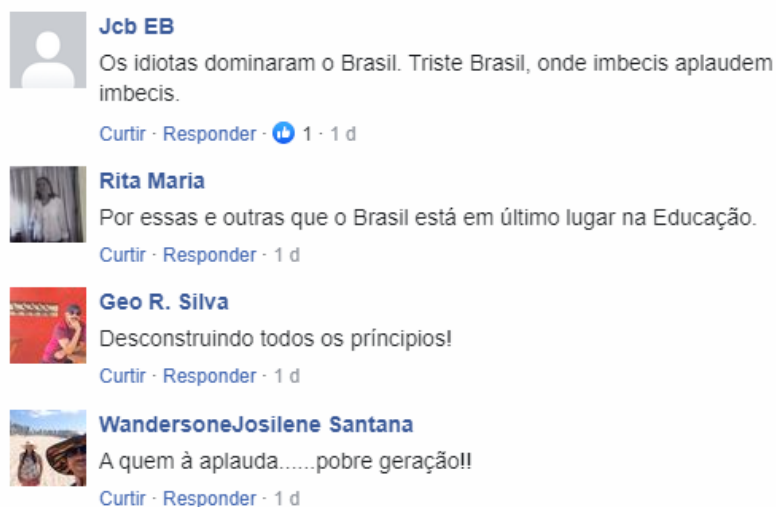 Jcb EB
Os idiotas dominaram o Brasil. Triste Brasil, onde imbecis aplaudem
imbecis.
Curtir · Responder · 1 · 1 d
Rita Maria
Por essas e outras que o Brasil está em último lugar na Educação.
Curtir · Responder · 1 d
Geo R. Silva
Desconstruindo todos os príncipios!
Curtir · Responder · 1 d
WandersoneJosilene Santana
A quem à aplauda......pobre geração!!
Curtir · Responder · 1 d